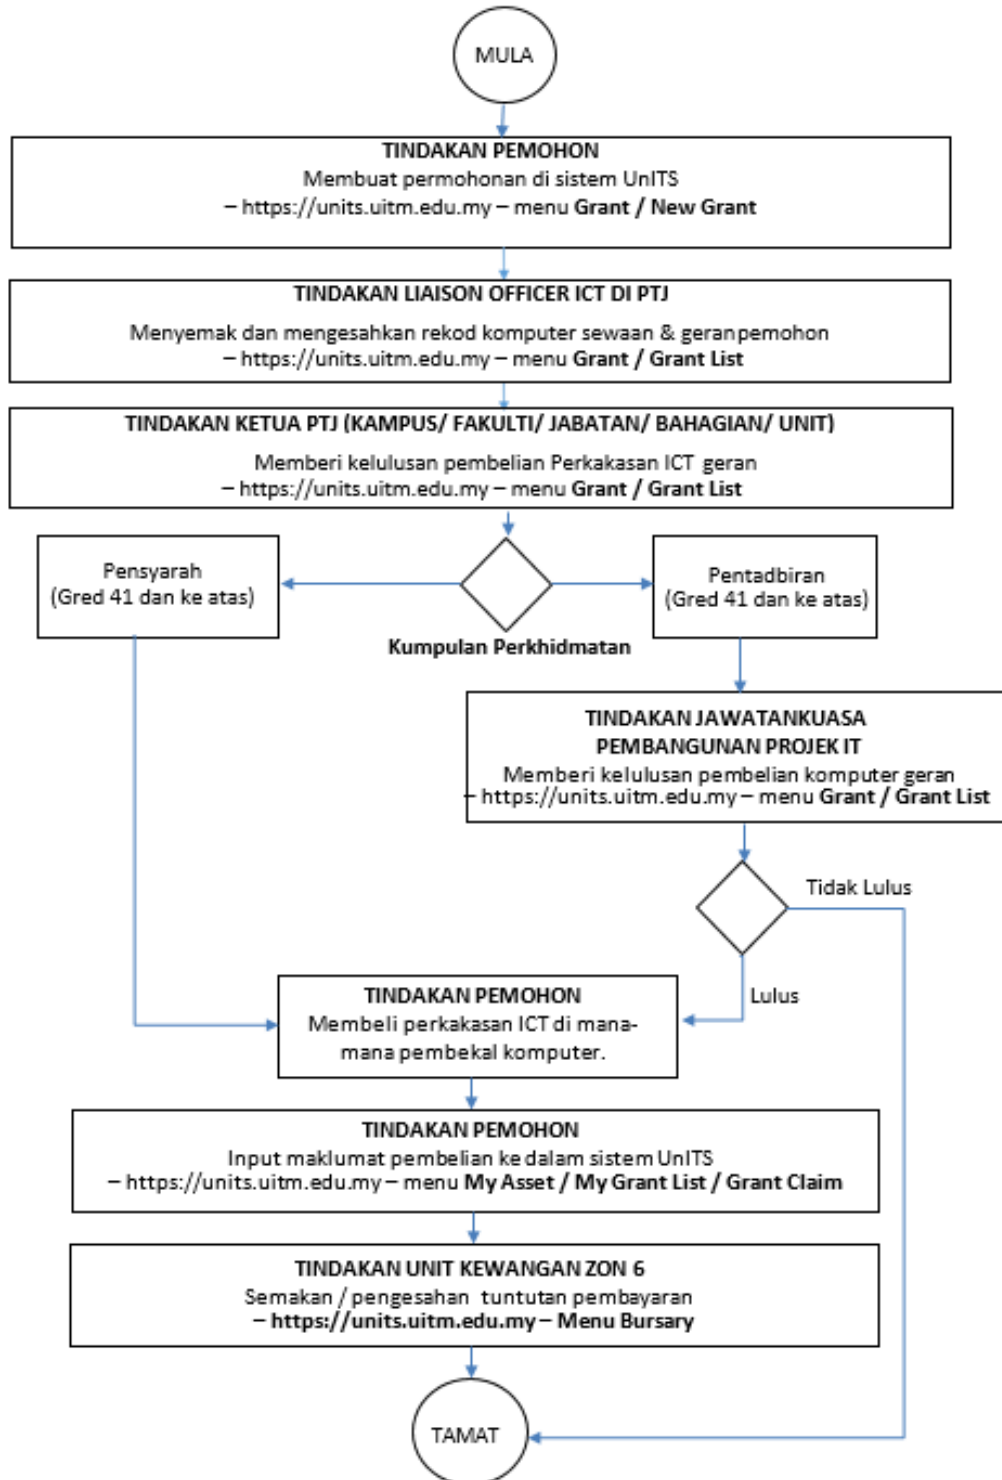 MULA
TINDAKAN PEMOHON
Membuat permohonan di sistem UnITS
– https://units.uitm.edu.my – menu Grant / New Grant
TINDAKAN LIAISON OFFICER ICT DI PTJ
Menyemak dan mengesahkan rekod komputer sewaan & geran pemohon
– https://units.uitm.edu.my – menu Grant / Grant List
TINDAKAN KETUA PTJ (KAMPUS/ FAKULTI/ JABATAN/ BAHAGIAN/ UNIT)
Memberi kelulusan pembelian Perkakasan ICT geran
– https://units.uitm.edu.my – menu Grant / Grant List
Pensyarah
(Gred 41 dan ke atas)
Pentadbiran
(Gred 41 dan ke atas)
Kumpulan Perkhidmatan
TINDAKAN JAWATANKUASA
PEMBANGUNAN PROJEK IT
Memberi kelulusan pembelian komputer geran
– https://units.uitm.edu.my – menu Grant / Grant List
Tidak Lulus
Lulus
TINDAKAN PEMOHON
Membeli perkakasan ICT di mana-
mana pembekal komputer.
TINDAKAN PEMOHON
Input maklumat pembelian ke dalam sistem UnITS
– https://units.uitm.edu.my – menu My Asset / My Grant List / Grant Claim
TINDAKAN UNIT KEWANGAN ZON 6
Semakan / pengesahan tuntutan pembayaran
– https://units.uitm.edu.my – Menu Bursary
TAMAT